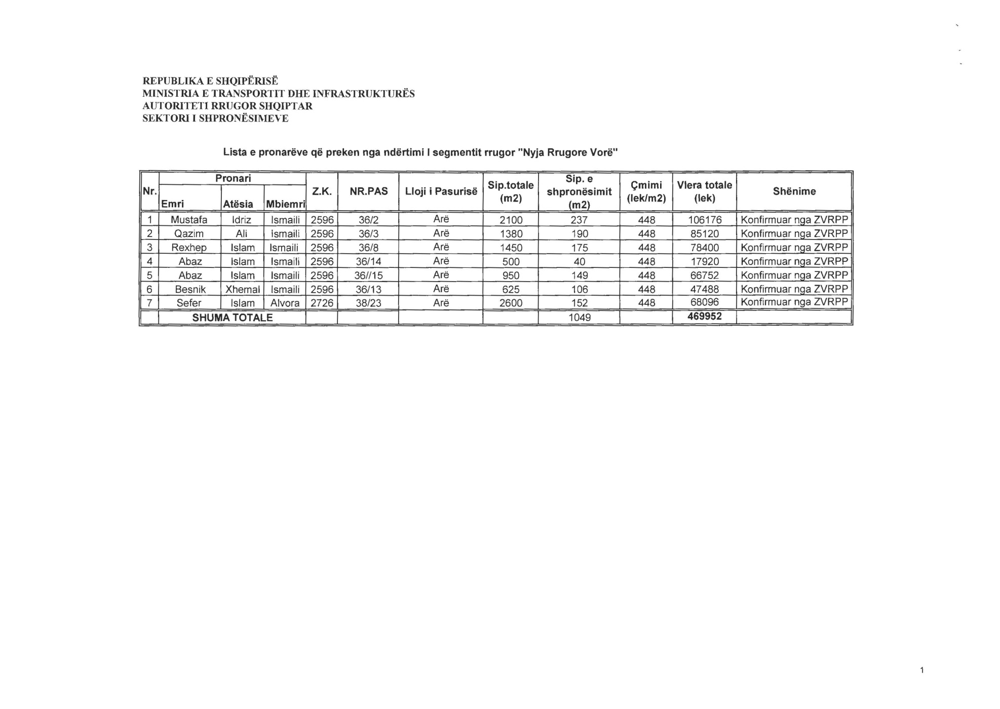 REPUBLIKA E SHQIPËRISË
MINISTRIA E TRANSPORTIT DHE INFRASTRUKTURËS
AUTORITETI RRUGOR SHQIPTAR
SEKTORI I SHPRONËSIMEVE
Lista e pronarëve që preken nga ndërtimi I segmentit rrugor "Nyja Rrugore Vorë"
Nr. Pronari Z.K. NR.PAS Lloji i Pasurisë Sip.totale (m2) Sip. e shpronësimit (m2) Çmimi (lek/m2) Vlera totale (lek) Shënime
Emri Atësia Mbiemri
1 Mustafa Idriz Ismaili 2596 36/2 Arë 2100 237 448 106176 Konfirmuar nga ZVRPP
2 Qazim Ali Ismaili 2596 36/3 Arë 1380 190 448 85120 Konfirmuar nga ZVRPP
3 Rexhep Islam Ismaili 2596 36/8 Arë 1450 175 448 78400 Konfirmuar nga ZVRPP
4 Abaz Islam Ismaili 2596 36/14 Arë 500 40 448 17920 Konfirmuar nga ZVRPP
5 Abaz Islam Ismaili 2596 36//15 Arë 950 149 448 66752 Konfirmuar nga ZVRPP
6 Besnik Xhemal Ismaili 2596 36/13 Arë 625 106 448 47488 Konfirmuar nga ZVRPP
7 Sefer Islam Alvora 2726 38/23 Arë 2600 152 448 68096 Konfirmuar nga ZVRPP
SHUMA TOTALE 1049 469952
1